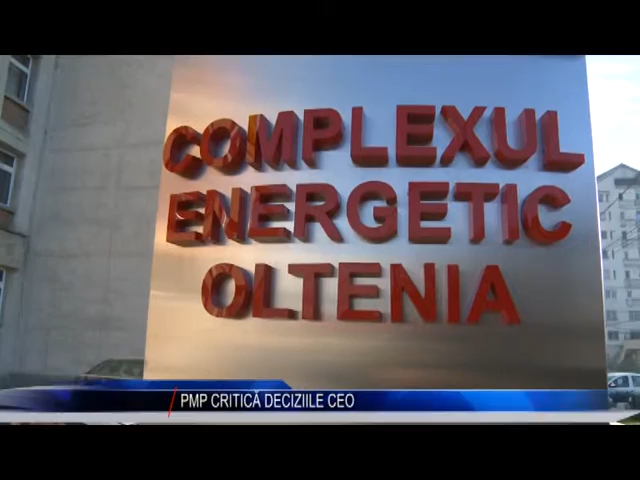 COMPLEXUL
ENERGETIC
OLTENIA
PMP CRITICĂ DECIZIILE CEO